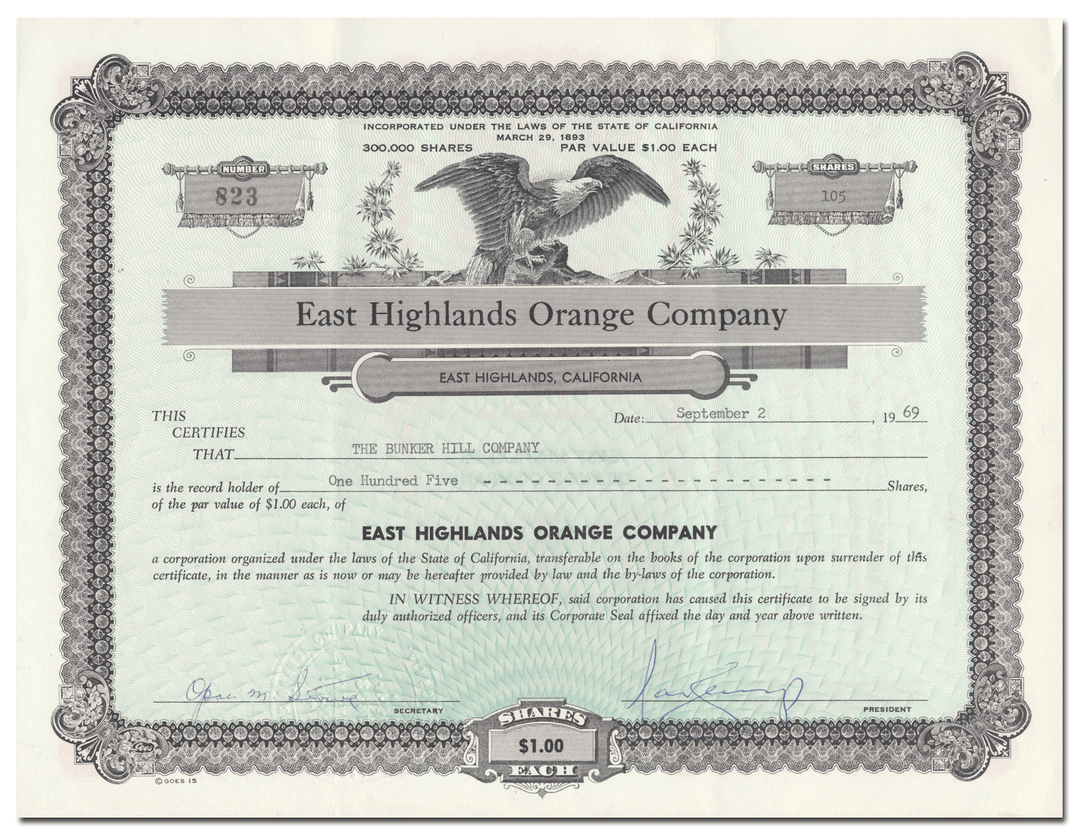 INCORPORATED UNDER THE LAWS OF THE STATE OF CALIFORNIA
MARCH 29, 1893
300,000 SHARES PAR VALUE $1.00 EACH
NUMBER
823
SHARES
105
East Highlands Orange Company
EAST HIGHLANDS, CALIFORNIA
THIS Date: September 2, 19 69
CERTIFIES
THAT THE BUNKER HILL COMPANY
is the record holder of One Hundred Five - - - - - - - - - - - - - - - - - - - - - Shares,
of the par value of $1.00 each, of
EAST HIGHLANDS ORANGE COMPANY
a corporation organized under the laws of the State of California, transferable on the books of the corporation upon surrender of this
certificate, in the manner as is now or may be hereafter provided by law and the by-laws of the corporation.
IN WITNESS WHEREOF, said corporation has caused this certificate to be signed by its
duly authorized officers, and its Corporate Seal affixed the day and year above written.
Opal M.
SECRETARY
PRESIDENT
SHARES
$1.00
EACH
© GOES 15